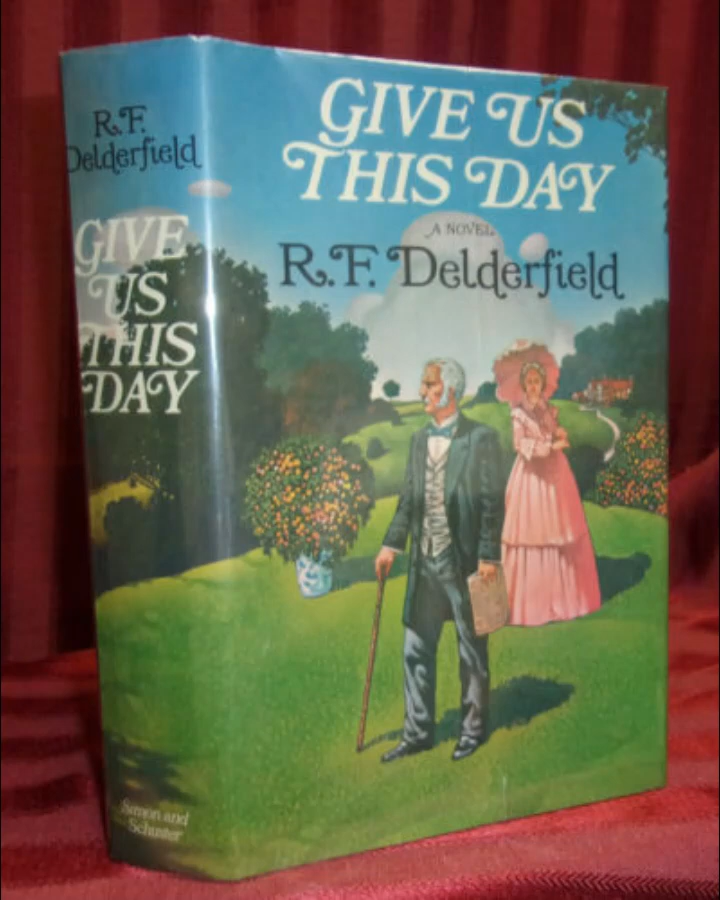 R.F.
Delderfield
GIVE
US
THIS
DAY
Simon and
Schuster
GIVE US
THIS DAY
A NOVEL
R.F. Delderfield